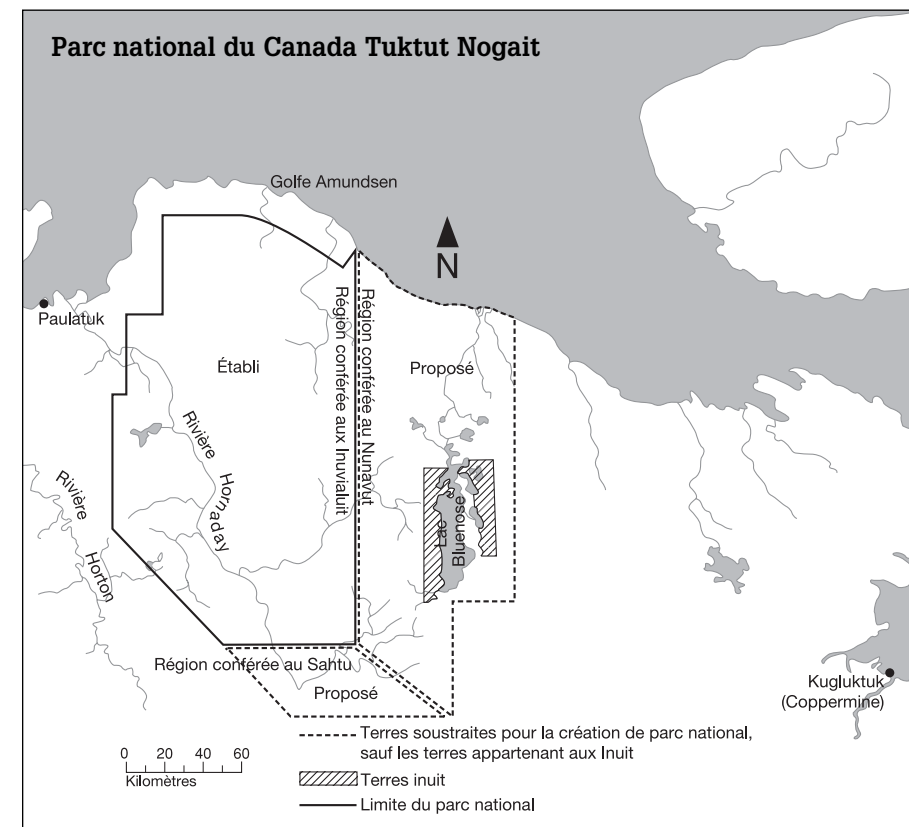 Parc national du Canada Tuktut Nogait
Golfe Amundsen
N
Paulatuk
Région conférée aux Inuvialuit
Région conférée au Nunavut
Établi
Proposé
Rivière Hornaday
Rivière Horton
Lac
Bluenose
Région conférée au Sahtu
Proposé
Kugluktuk
(Coppermine)
0 20 40 60
Kilomètres
Terres soustraites pour la création de parc national,
sauf les terres appartenant aux Inuit
Terres inuit
Limite du parc national